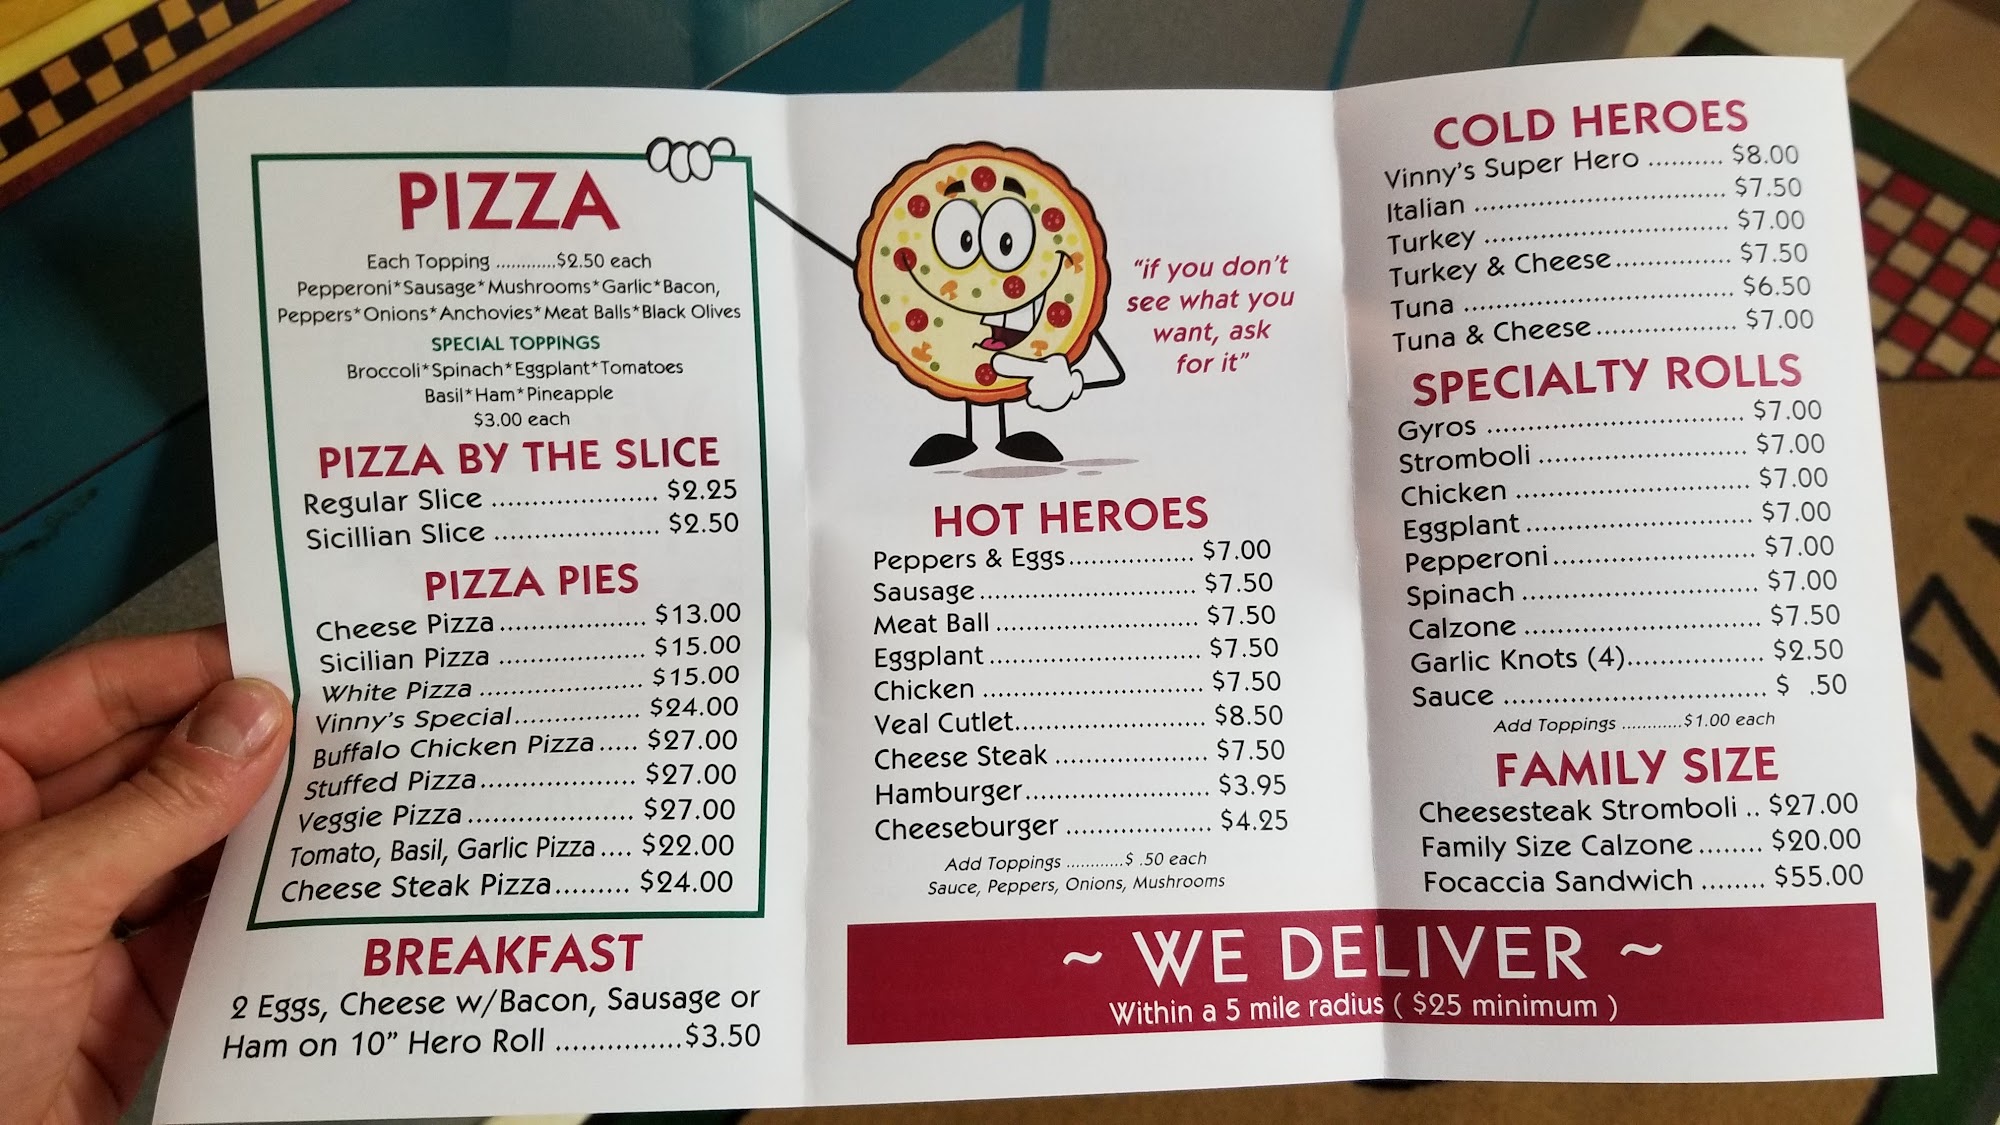 PIZZA
Each Topping ............$2.50 each
Pepperoni*Sausage*Mushrooms*Garlic*Bacon,
Peppers*Onions*Anchovies*Meat Balls*Black Olives
SPECIAL TOPPINGS
Broccoli*Spinach*Eggplant*Tomatoes
Basil*Ham*Pineapple
$3.00 each
PIZZA BY THE SLICE
Regular Slice ...................... $2.25
Sicillian Slice ...................... $2.50
PIZZA PIES
Cheese Pizza ................... $13.00
Sicilian Pizza ................... $15.00
White Pizza ..................... $15.00
Vinny's Special................ $24.00
Buffalo Chicken Pizza..... $27.00
Stuffed Pizza.................... $27.00
Veggie Pizza ..................... $27.00
Tomato, Basil, Garlic Pizza .... $22.00
Cheese Steak Pizza......... $24.00
BREAKFAST
2 Eggs, Cheese w/Bacon, Sausage or
Ham on 10" Hero Roll ................$3.50
"if you don't
see what you
want, ask
for it"
HOT HEROES
Peppers & Eggs................. $7.00
Sausage ............................. $7.50
Meat Ball ........................... $7.50
Eggplant ............................ $7.50
Chicken ............................. $7.50
Veal Cutlet......................... $8.50
Cheese Steak .................... $7.50
Hamburger........................ $3.95
Cheeseburger ................... $4.25
Add Toppings ............$ .50 each
Sauce, Peppers, Onions, Mushrooms
COLD HEROES
Vinny's Super Hero .......... $8.00
Italian ................................. $7.50
Turkey ................................ $7.00
Turkey & Cheese............... $7.50
Tuna ................................... $6.50
Tuna & Cheese .................. $7.00
SPECIALTY ROLLS
Gyros ................................. $7.00
Stromboli ........................... $7.00
Chicken .............................. $7.00
Eggplant ............................. $7.00
Pepperoni.......................... $7.00
Spinach .............................. $7.00
Calzone .............................. $7.50
Garlic Knots (4).................. $2.50
Sauce .................................. $ .50
Add Toppings ............$1.00 each
FAMILY SIZE
Cheesesteak Stromboli .. $27.00
Family Size Calzone ........ $20.00
Focaccia Sandwich ........ $55.00
~ WE DELIVER ~
Within a 5 mile radius ( $25 minimum )